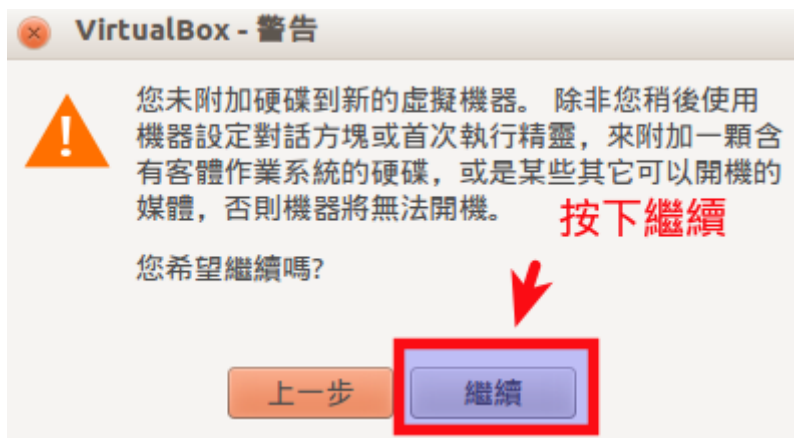 VirtualBox - 警告
您未附加硬碟到新的虛擬機器。 除非您稍後使用
機器設定對話方塊或首次執行精靈，來附加一顆含
有客體作業系統的硬碟，或是某些其它可以開機的
媒體，否則機器將無法開機。
按下繼續
您希望繼續嗎?
上一步
繼續